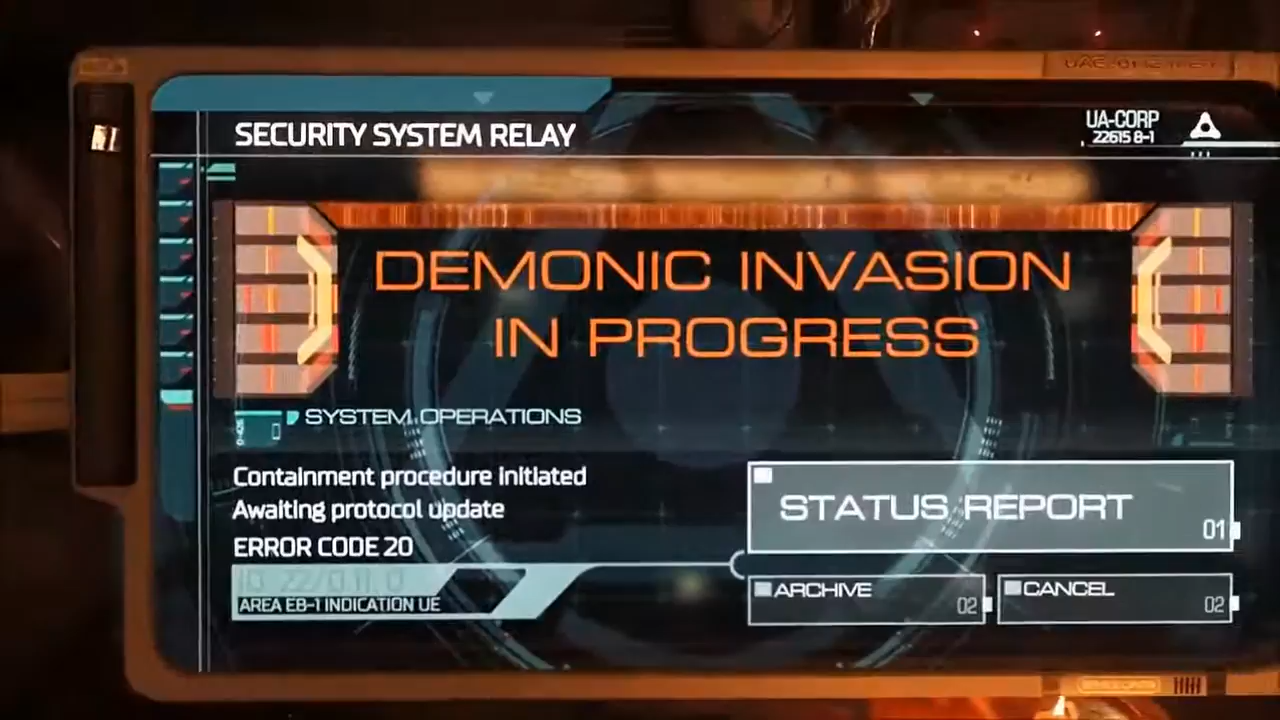 SECURITY SYSTEM RELAY
UA-CORP
22615 8-1
DEMONIC INVASION
IN PROGRESS
SYSTEM OPERATIONS
Containment procedure initiated
Awaiting protocol update
ERROR CODE 20
AREA EB-1 INDICATION UE
STATUS REPORT
01
ARCHIVE
02
CANCEL
02